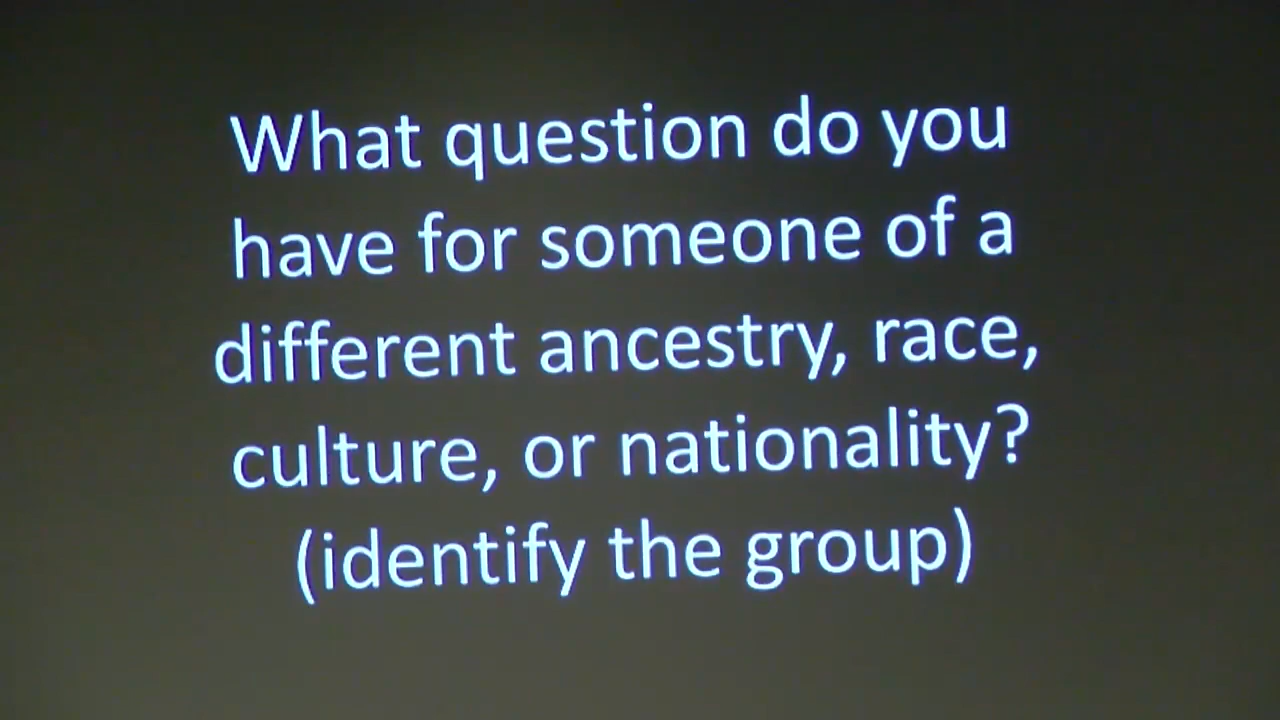 What question do you
have for someone of a
different ancestry, race,
culture, or nationality?
(identify the group)